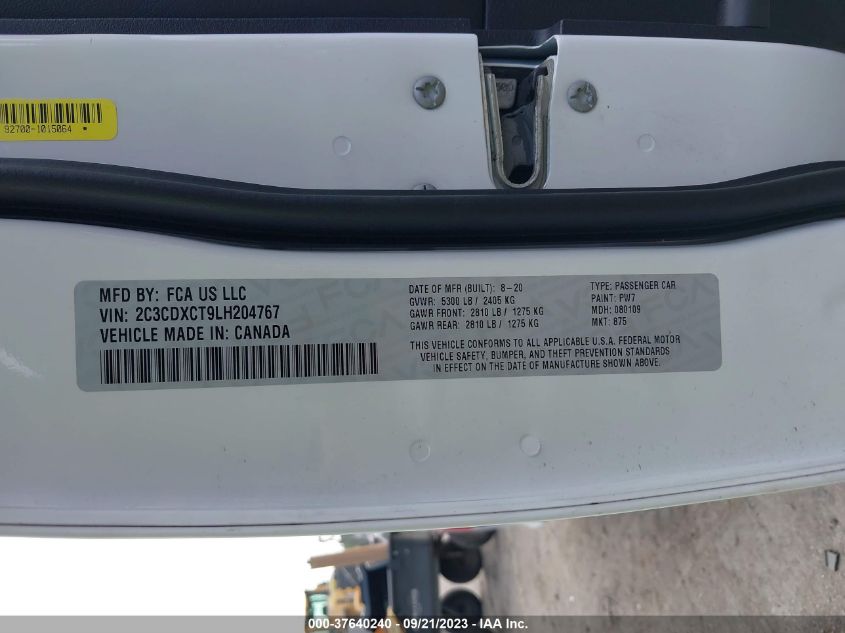 92700-1015064 *
MFD BY: FCA US LLC
VIN: 2C3CDXCT9LH204767
VEHICLE MADE IN: CANADA
DATE OF MFR (BUILT): 8-20
GVWR: 5300 LB / 2405 KG
GAWR FRONT: 2810 LB / 1275 KG
GAWR REAR: 2810 LB / 1275 KG
TYPE: PASSENGER CAR
PAINT: PW7
MDH: 080109
MKT: 875
THIS VEHICLE CONFORMS TO ALL APPLICABLE U.S.A. FEDERAL MOTOR
VEHICLE SAFETY, BUMPER, AND THEFT PREVENTION STANDARDS
IN EFFECT ON THE DATE OF MANUFACTURE SHOWN ABOVE.
000-37640240 - 09/21/2023 - IAA Inc.